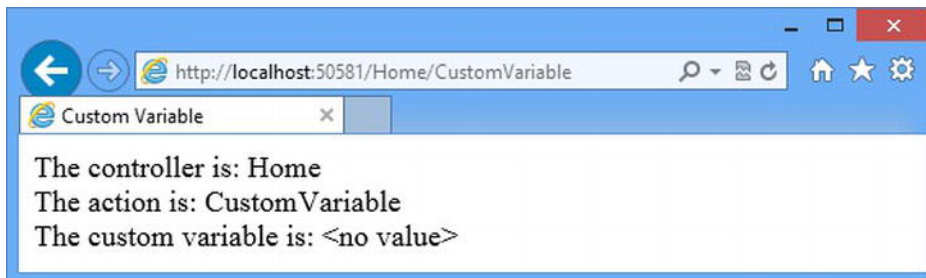 http://localhost:50581/Home/CustomVariable
Custom Variable
The controller is: Home
The action is: CustomVariable
The custom variable is: <no value>